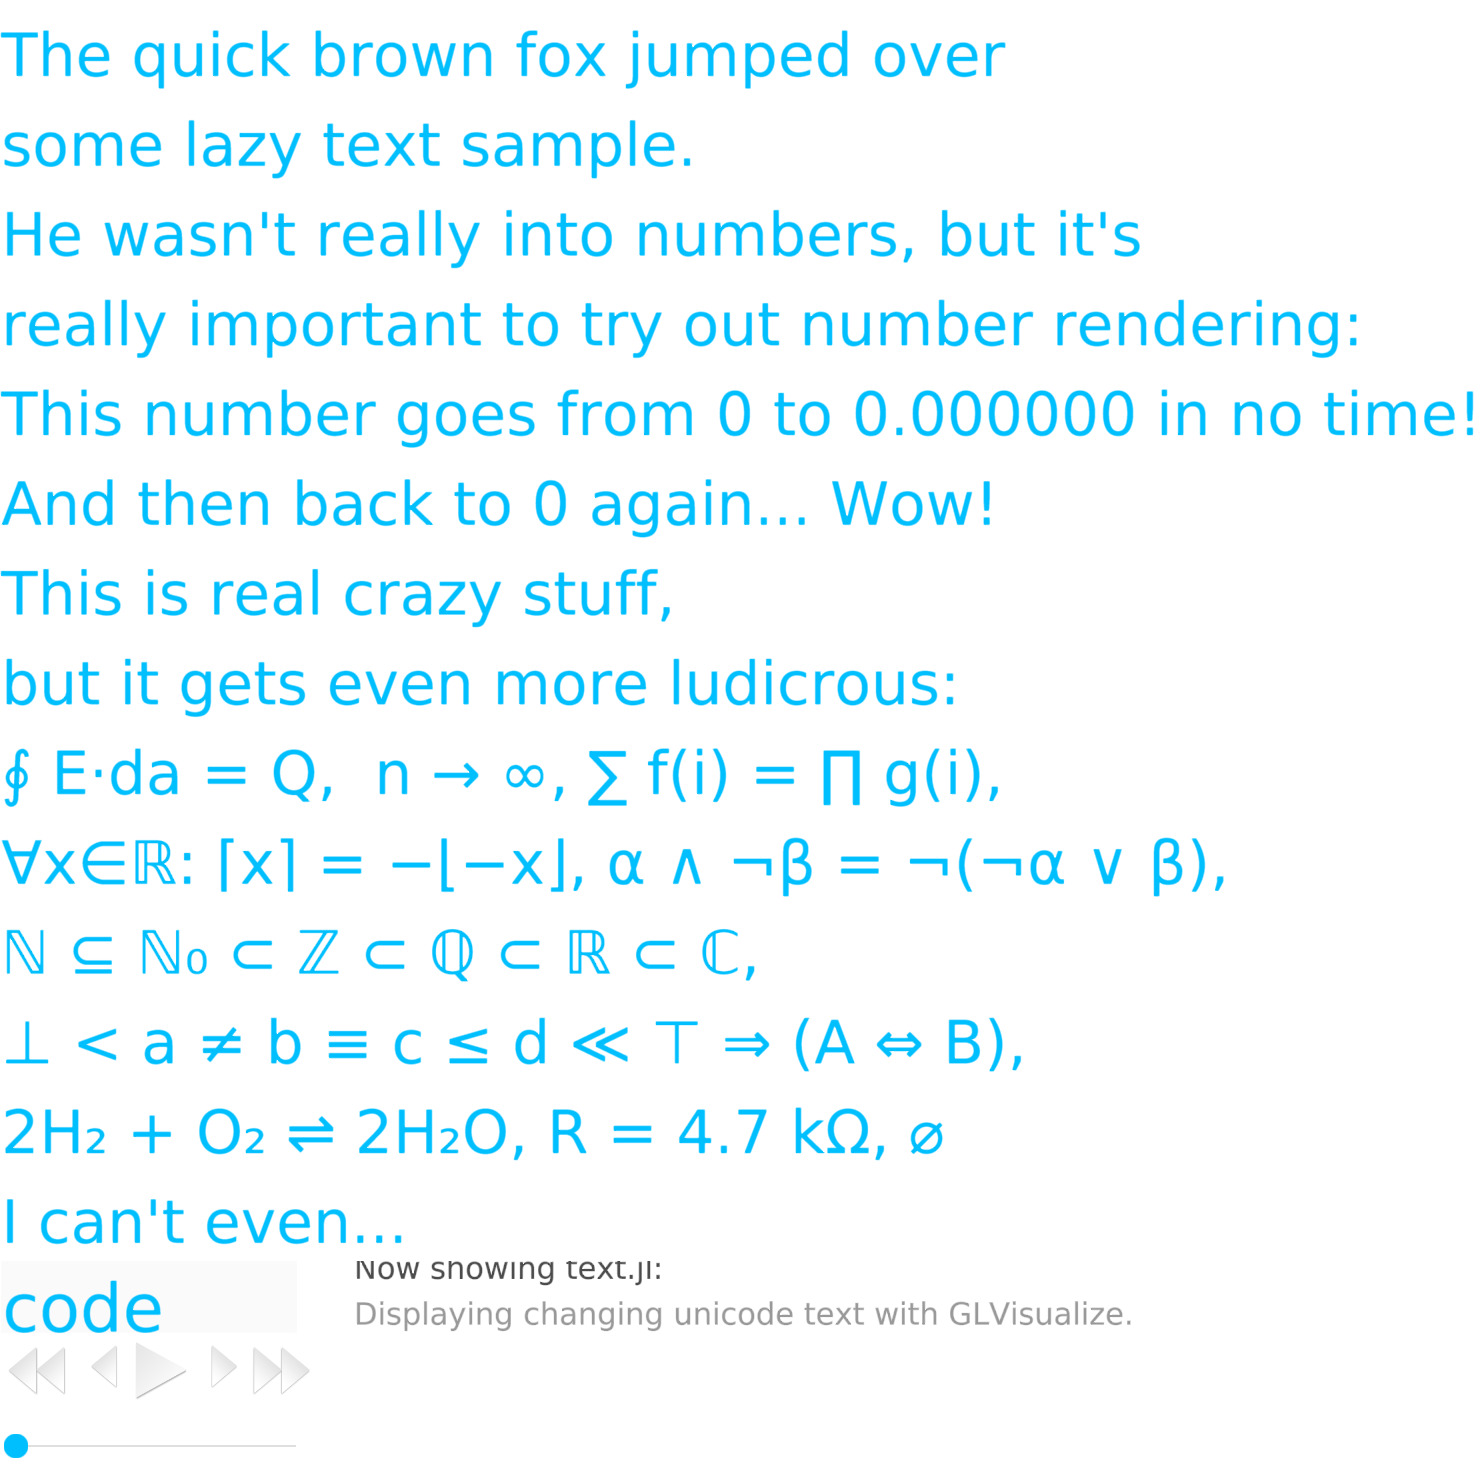 The quick brown fox jumped over
some lazy text sample.
He wasn't really into numbers, but it's
really important to try out number rendering:
This number goes from 0 to 0.000000 in no time!
And then back to 0 again... Wow!
This is real crazy stuff,
but it gets even more ludicrous:
∮ E⋅da = Q,  n → ∞, ∑ f(i) = ∏ g(i),
∀x∈ℝ: ⌈x⌉ = −⌊−x⌋, α ∧ ¬β = ¬(¬α ∨ β),
ℕ ⊆ ℕ₀ ⊂ ℤ ⊂ ℚ ⊂ ℝ ⊂ ℂ,
⊥ < a ≠ b ≡ c ≤ d ≪ ⊤ ⇒ (A ⇔ B),
2H₂ + O₂ ⇌ 2H₂O, R = 4.7 kΩ, ⌀
I can't even...
Now showing text.jl:
code
Displaying changing unicode text with GLVisualize.